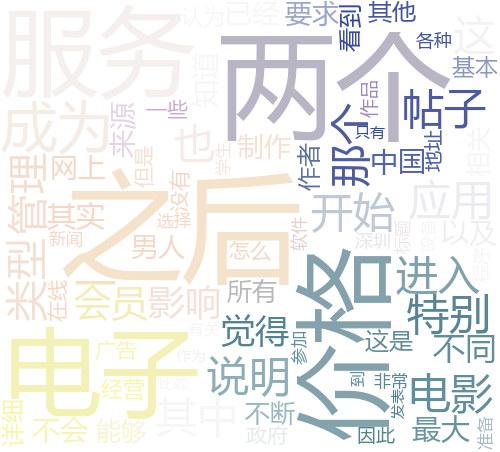 服务
认为
已经
要求
看到
其他
这
各种
两个
基本
知道
作品
帖子
成为
来源
一些
也
制作
那个
只有
地址
相关
作者
中国
但是
学生
类型
管理
网上
没有
之后
选择
应用
其实
开始
以及
新闻
男人
怎么
软件
深圳
标题
设备
程序
在线
会员
影响
所有
价格
进入
特别
电子
觉得
这是
不同
广告
作为
参加
说明
到
非常
电影
经营
比较
发表
详细
不会
能够
其中
不断
政府
因此
最大
准备